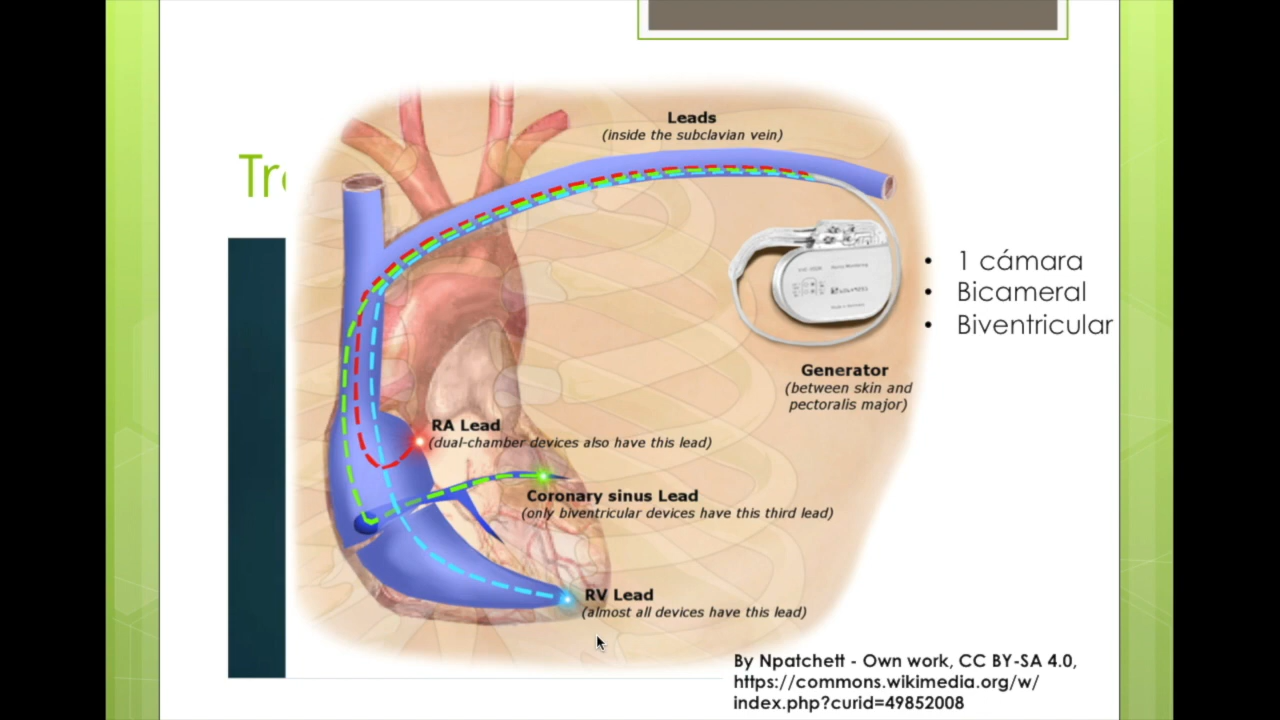 Leads
(inside the subclavian vein)
Tr
• 1 cámara
• Bicameral
• Biventricular
Generator
(between skin and
pectoralis major)
RA Lead
(dual-chamber devices also have this lead)
Coronary sinus Lead
(only biventricular devices have this third lead)
RV Lead
(almost all devices have this lead)
By Npatchett - Own work, CC BY-SA 4.0,
https://commons.wikimedia.org/w/
index.php?curid=49852008